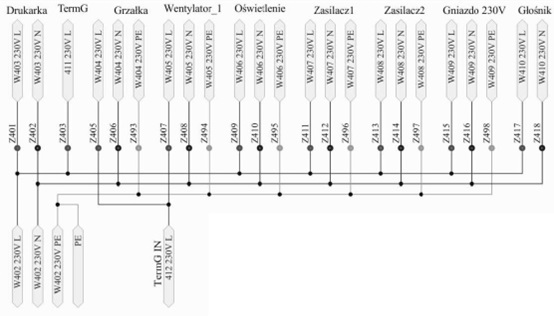 Drukarka TermG Grzałka Wentylator_1 Oświetlenie Zasilacz1 Zasilacz2 Gniazdo 230V Głośnik
W403 230V L
W403 230V N
411 230V L
W404 230V L
W404 230V N
W404 230V PE
W405 230V L
W405 230V N
W405 230V PE
W406 230V L
W406 230V N
W406 230V PE
W407 230V L
W407 230V N
W407 230V PE
W408 230V L
W408 230V N
W408 230V PE
W409 230V L
W409 230V N
W409 230V PE
W410 230V L
W410 230V N
Z401
Z402
Z403
Z405
Z406
Z493
Z407
Z408
Z494
Z409
Z410
Z495
Z411
Z412
Z496
Z413
Z414
Z497
Z415
Z416
Z498
Z417
Z418
W402 230V L
W402 230V N
W402 230V PE
PE
TermG IN
412 230V L